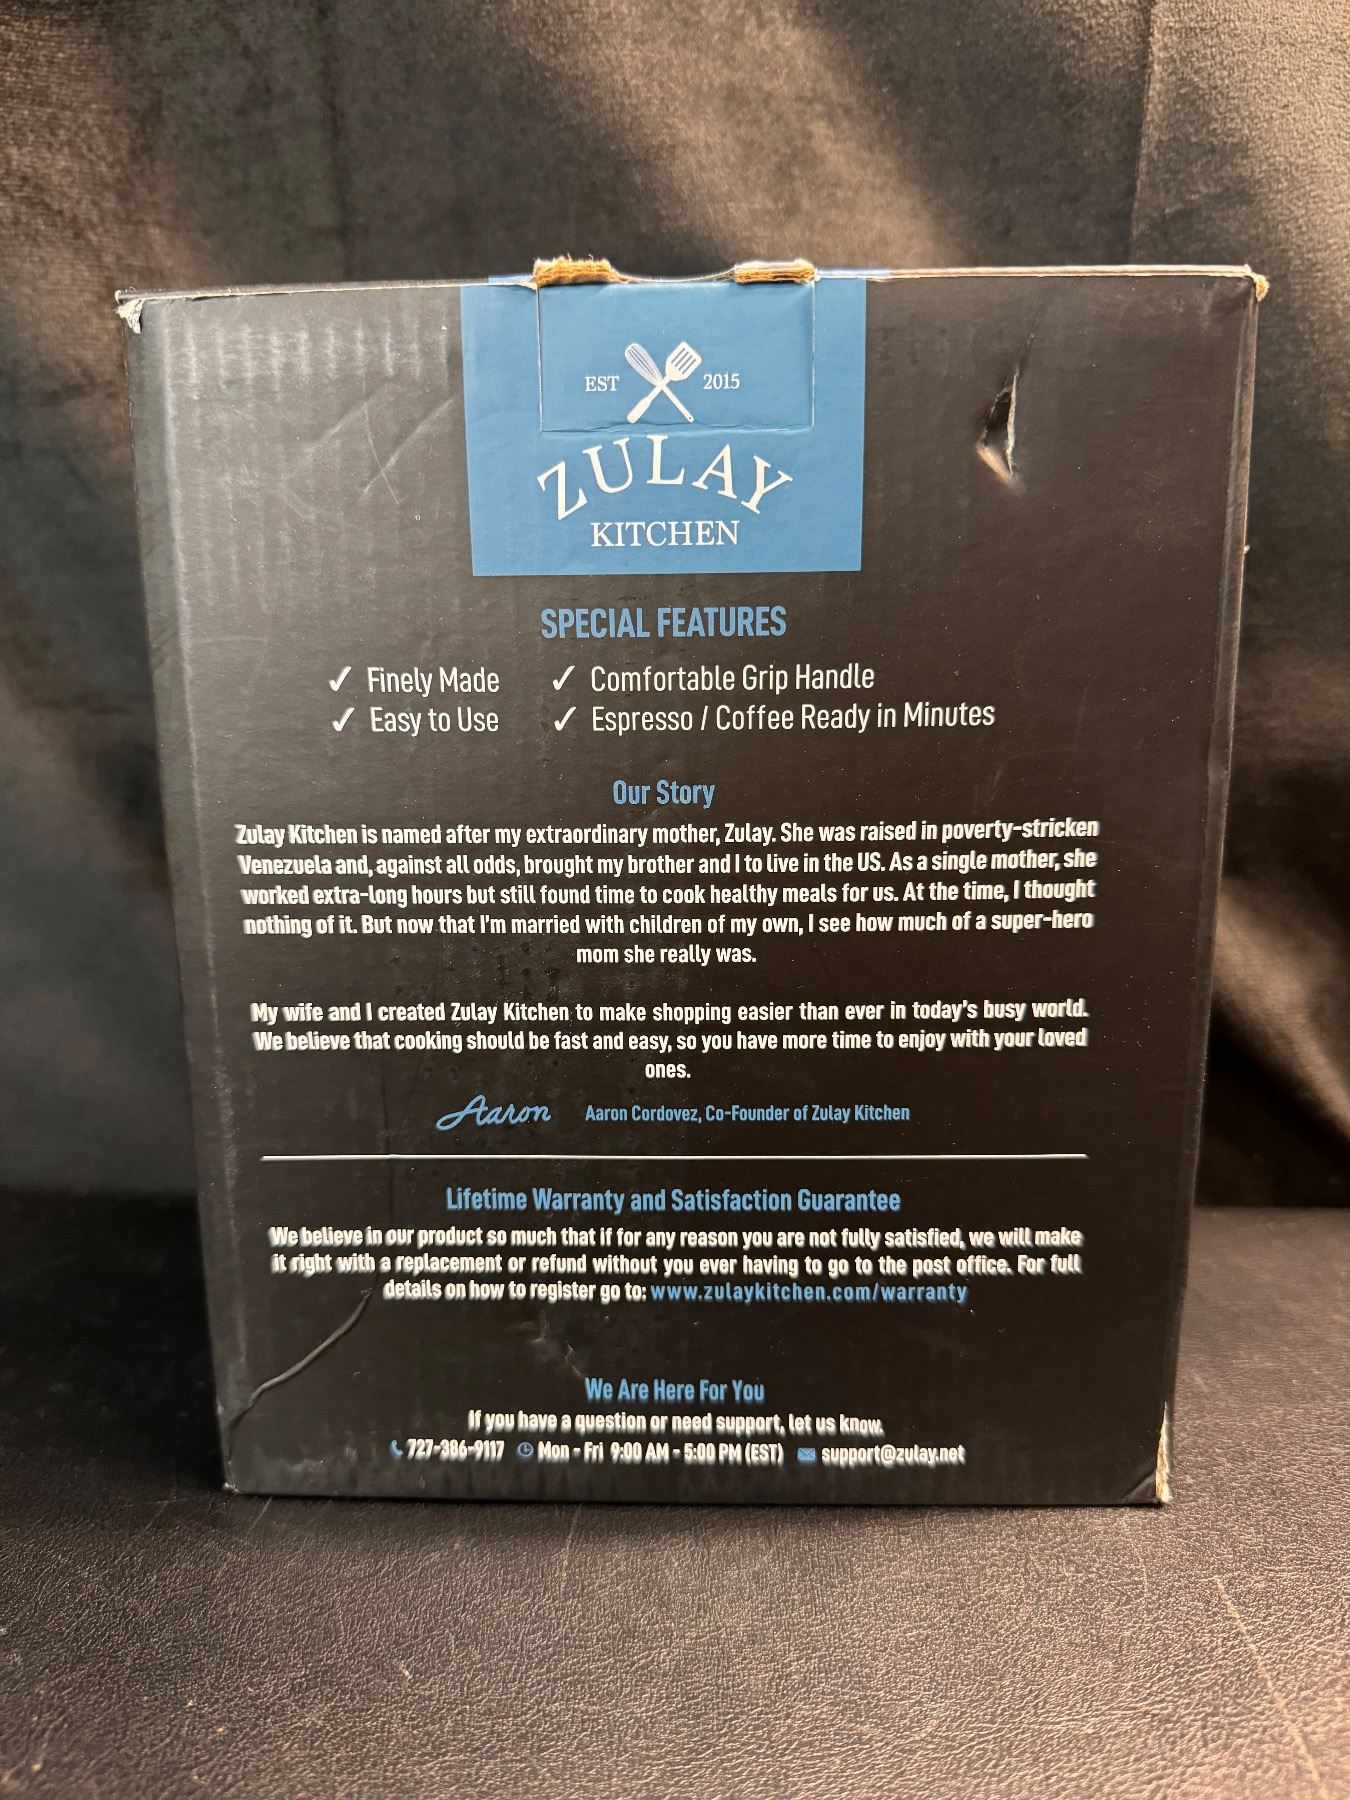 EST 2015
ZULAY
KITCHEN
SPECIAL FEATURES
✓ Finely Made ✓ Comfortable Grip Handle
✓ Easy to Use ✓ Espresso / Coffee Ready in Minutes
Our Story
Zulay Kitchen is named after my extraordinary mother, Zulay. She was raised in poverty-stricken
Venezuela and, against all odds, brought my brother and I to live in the US. As a single mother, she
worked extra-long hours but still found time to cook healthy meals for us. At the time, I thought
nothing of it. But now that I'm married with children of my own, I see how much of a super-hero
mom she really was.
My wife and I created Zulay Kitchen to make shopping easier than ever in today's busy world.
We believe that cooking should be fast and easy, so you have more time to enjoy with your loved
ones.
Aaron Aaron Cordovez, Co-Founder of Zulay Kitchen
Lifetime Warranty and Satisfaction Guarantee
We believe in our product so much that if for any reason you are not fully satisfied, we will make
it right with a replacement or refund without you ever having to go to the post office. For full
details on how to register go to: www.zulaykitchen.com/warranty
We Are Here For You
If you have a question or need support, let us know.
727-386-9117 Mon - Fri 9:00 AM - 5:00 PM (EST) support@zulay.net